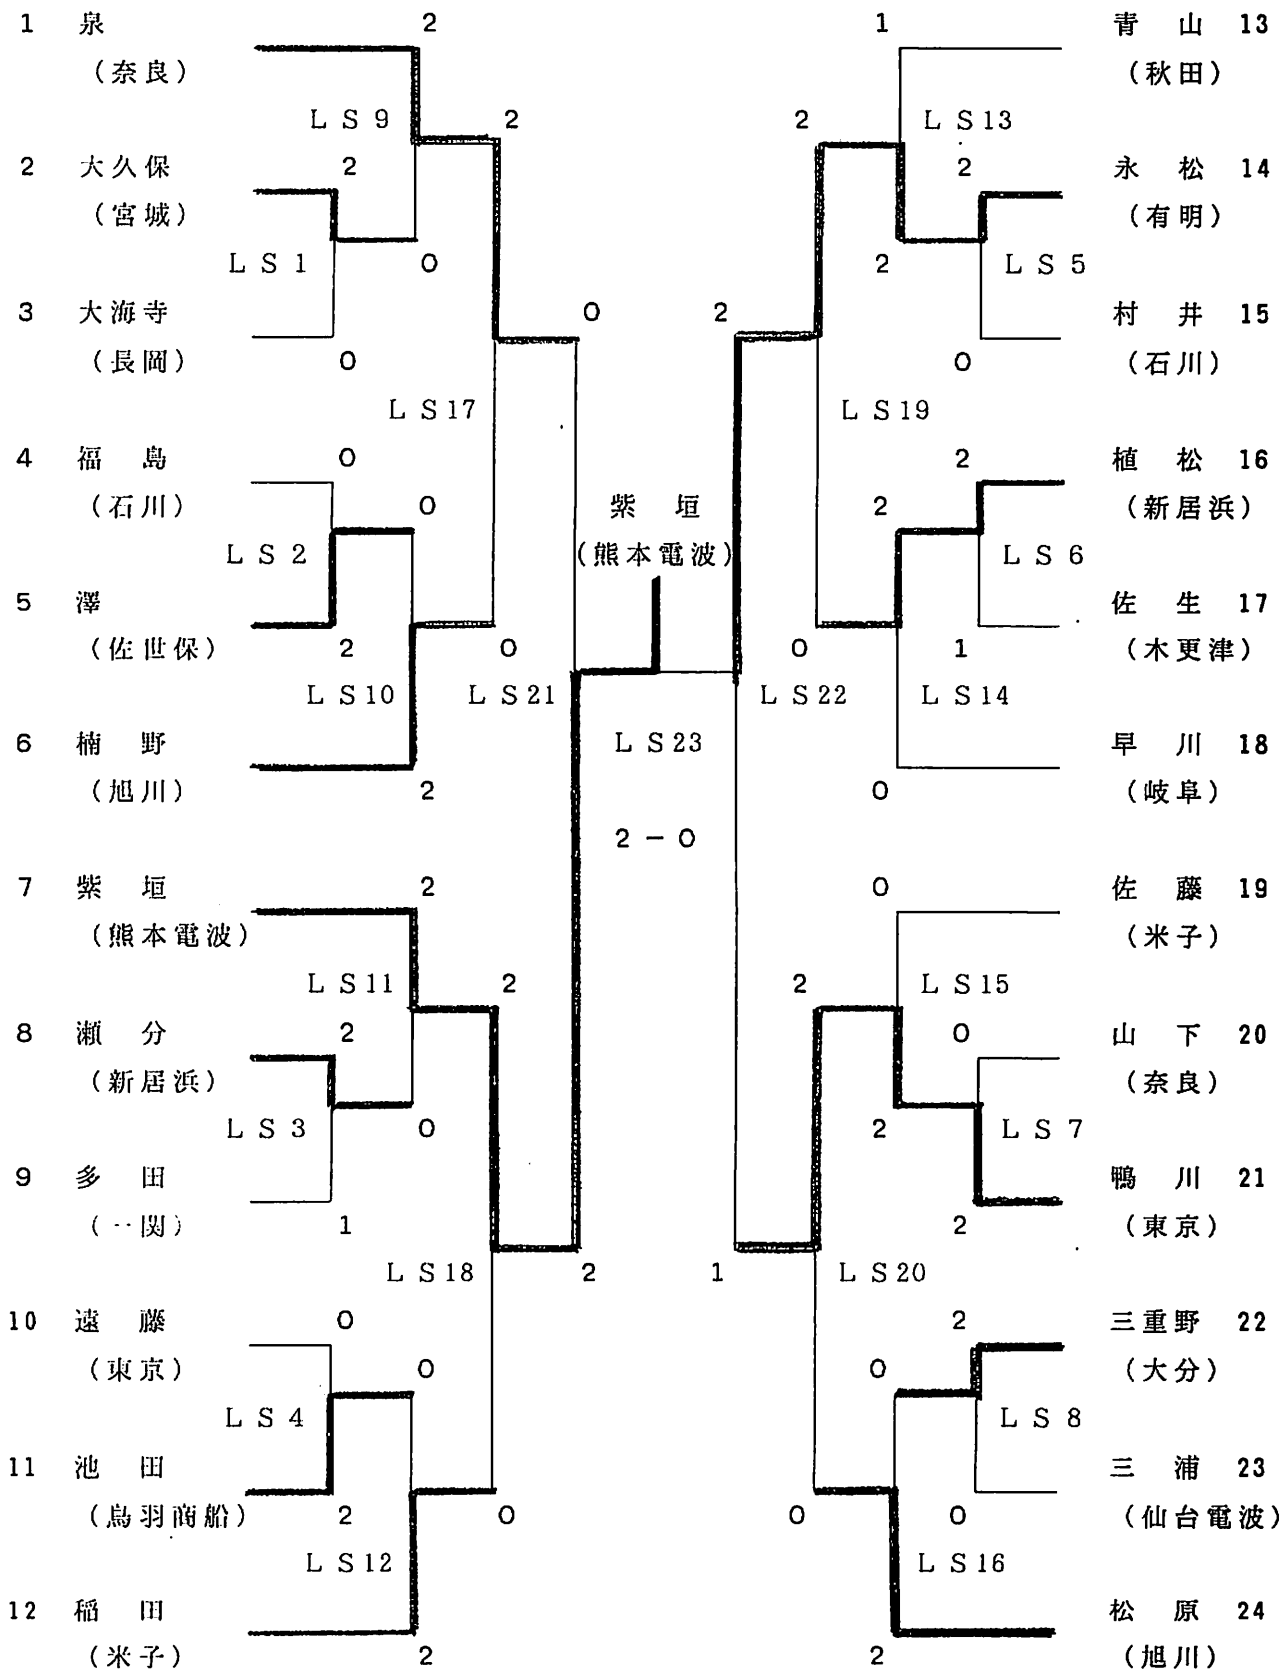 1 泉 2
(奈良)
LS9 2
2 大久保 2
(宮城)
LS1 0
3 大海寺 0
(長岡) 0
LS17
4 福島 0
(石川) 0
LS2
5 澤
(佐世保) 2 0
LS10 LS21
6 楠野
(旭川) 2
7 紫垣 2
(熊本電波)
LS11 2
8 瀬分 2
(新居浜)
LS3 0
9 多田
(一関) 1
LS18 2
10 遠藤 0
(東京) 0
LS4
11 池田
(鳥羽商船) 2 0
LS12
12 稲田
(米子) 2
紫垣
(熊本電波)
LS23
2-0
1 青山 13
(秋田)
2 LS13
2 永松 14
(有明)
2 LS5
2 村井 15
0 (石川)
LS19
2 植松 16
2 (新居浜)
LS6
佐生 17
0 1 (木更津)
LS22 LS14
早川 18
0 (岐阜)
0 佐藤 19
(米子)
2 LS15
0 山下 20
(奈良)
2 LS7
鴨川 21
2 (東京)
1 LS20
2 三重野 22
0 (大分)
LS8
三浦 23
0 0 (仙台電波)
LS16
松原 24
2 (旭川)